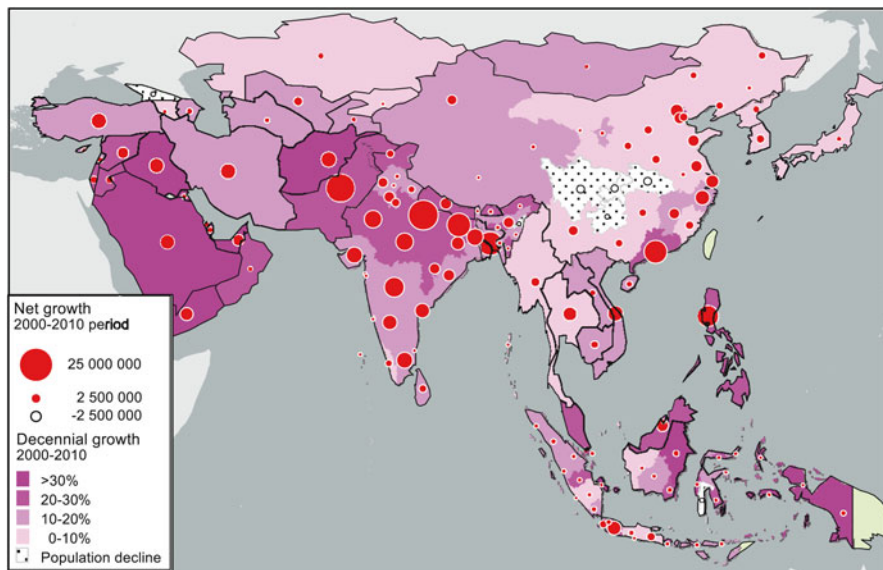 Net growth
2000-2010 period
25 000 000
2 500 000
-2 500 000
Decennial growth
2000-2010
>30%
20-30%
10-20%
0-10%
Population decline